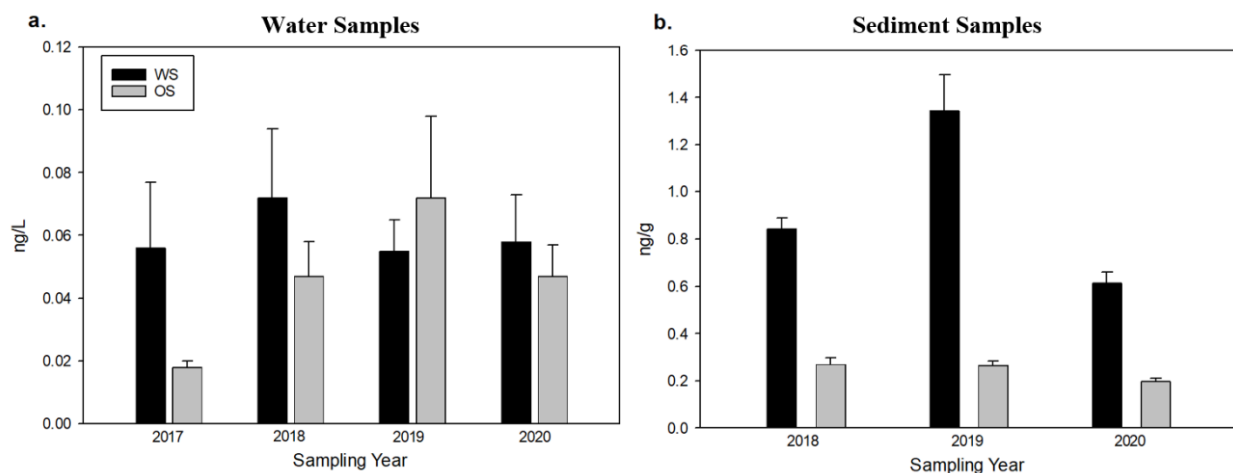 a.
Water Samples
0.12
0.10
0.08
0.06
0.04
0.02
0.00
ng/L
WS
OS
2017
2018
2019
2020
Sampling Year
b.
Sediment Samples
1.6
1.4
1.2
1.0
0.8
0.6
0.4
0.2
0.0
ng/g
2018
2019
2020
Sampling Year